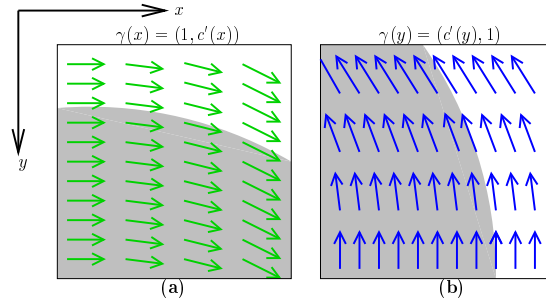 x
γ(x) = (1, c′(x))
γ(y) = (c′(y), 1)
y
(a)
(b)